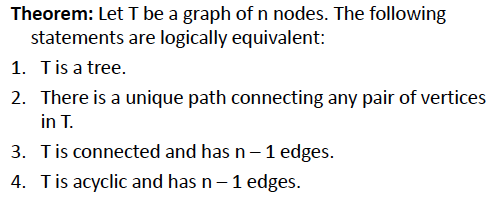 Theorem: Let T be a graph of n nodes. The following
statements are logically equivalent:
1. T is a tree.
2. There is a unique path connecting any pair of vertices
in T.
3. T is connected and has n – 1 edges.
4. T is acyclic and has n – 1 edges.